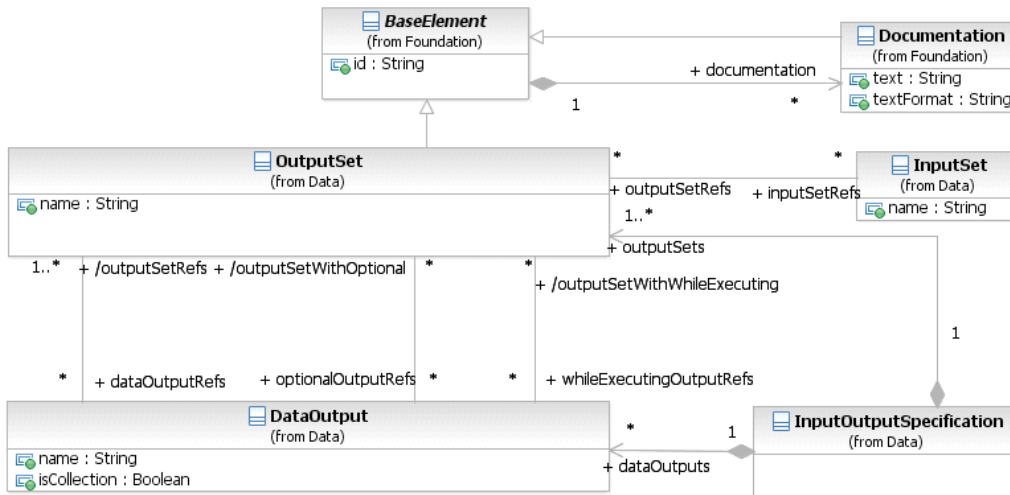 BaseElement
(from Foundation)
id : String
Documentation
(from Foundation)
text : String
textFormat : String
+ documentation
1
*
OutputSet
(from Data)
name : String
*
*
+ outputSetRefs
+ inputSetRefs
InputSet
(from Data)
name : String
1..*
+ outputSets
1..*
+ /outputSetRefs
+ /outputSetWithOptional
*
*
+ /outputSetWithWhileExecuting
1
*
+ dataOutputRefs
+ optionalOutputRefs
*
*
+ whileExecutingOutputRefs
DataOutput
(from Data)
name : String
isCollection : Boolean
*
1
+ dataOutputs
InputOutputSpecification
(from Data)